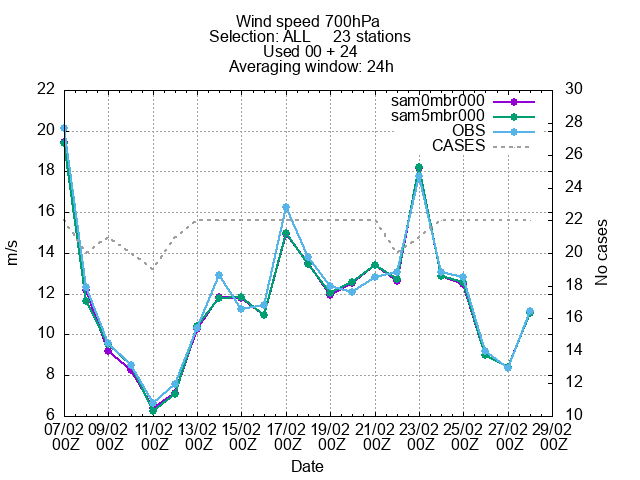 Wind speed 700hPa
Selection: ALL 23 stations
Used 00 + 24
Averaging window: 24h
sam0mbr000
sam5mbr000
OBS
CASES
22
20
18
16
14
12
10
8
6
30
28
26
24
22
20
18
16
14
12
10
m/s
No cases
07/02 09/02 11/02 13/02 15/02 17/02 19/02 21/02 23/02 25/02 27/02 29/02
00Z 00Z 00Z 00Z 00Z 00Z 00Z 00Z 00Z 00Z 00Z 00Z
Date